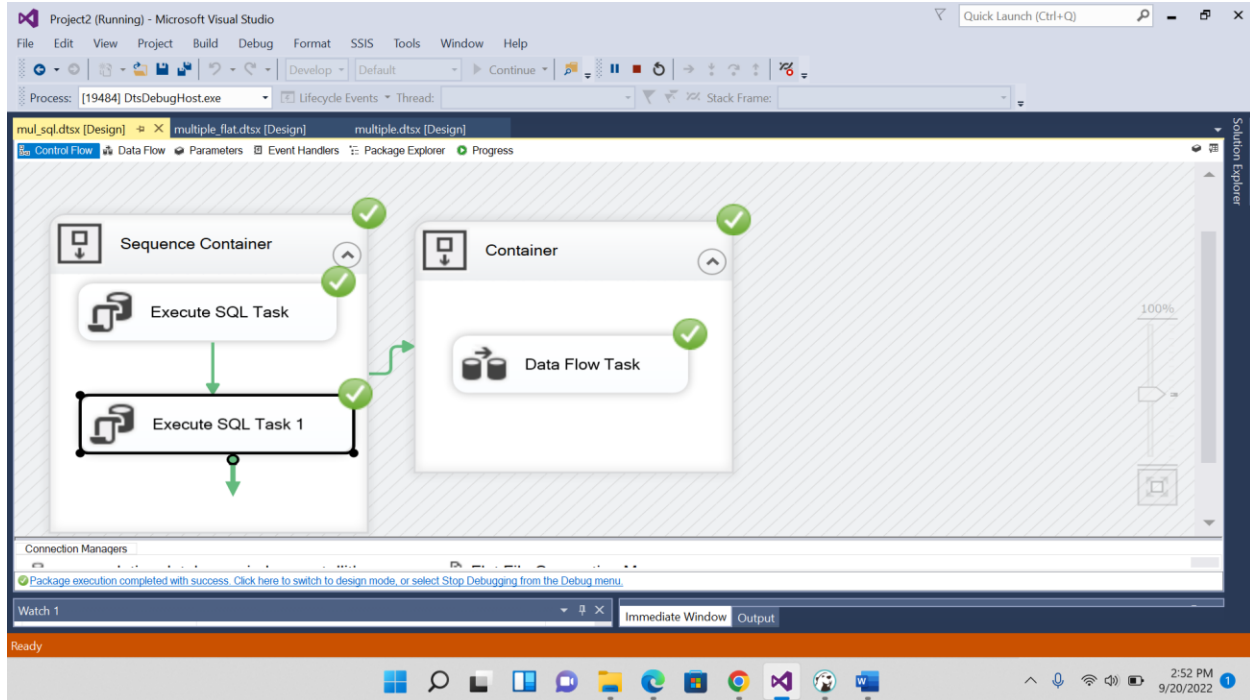 Project2 (Running) - Microsoft Visual Studio
Quick Launch (Ctrl+Q)
File Edit View Project Build Debug Format SSIS Tools Window Help
Develop Default Continue
Process: [19484] DtsDebugHost.exe Lifecycle Events Thread: Stack Frame:
mul_sql.dtsx [Design] multiple_flat.dtsx [Design] multiple.dtsx [Design]
Solution Explorer
Control Flow Data Flow Parameters Event Handlers Package Explorer Progress
Sequence Container
Container
Execute SQL Task
100%
Data Flow Task
Execute SQL Task 1
Connection Managers
Package execution completed with success. Click here to switch to design mode, or select Stop Debugging from the Debug menu.
Watch 1
Immediate Window Output
Ready
2:52 PM
9/20/2022
1